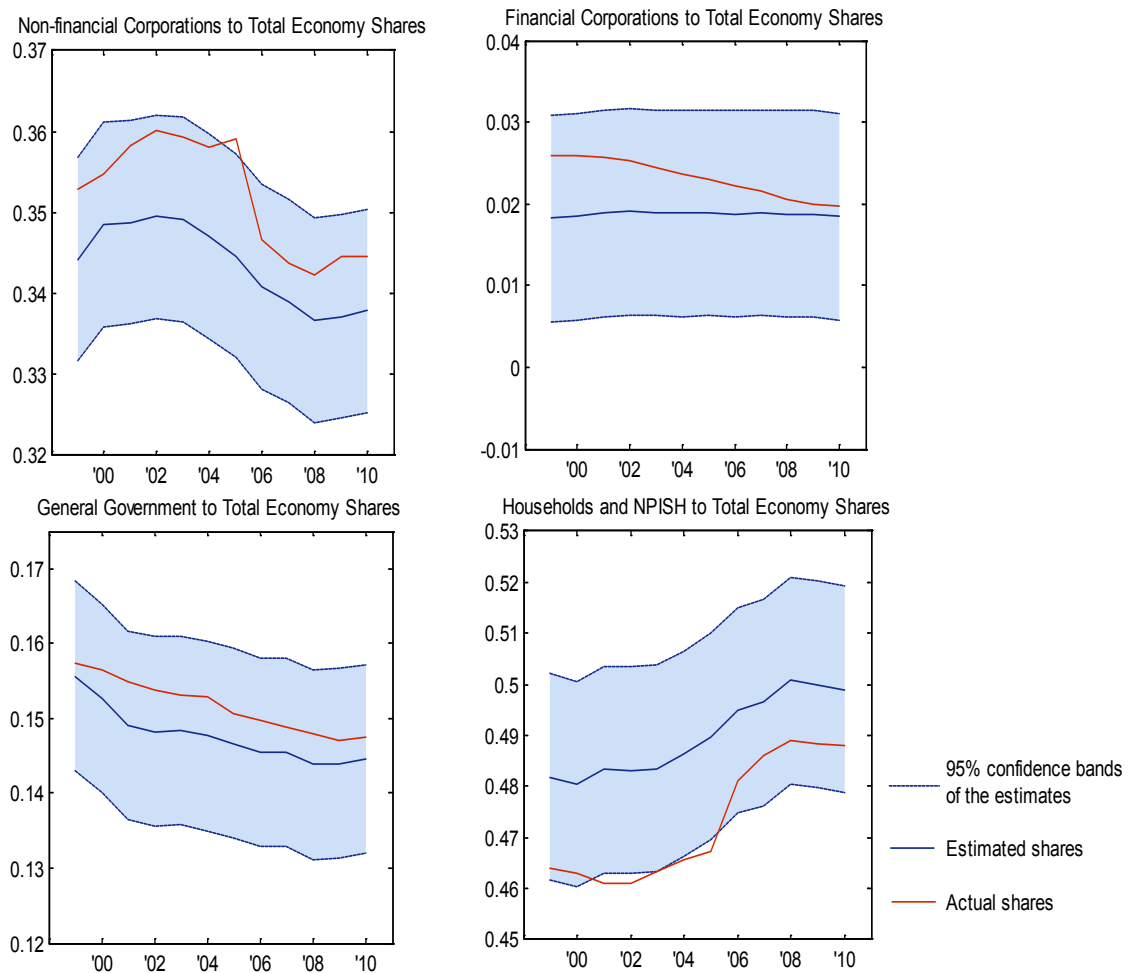 Non-financial Corporations to Total Economy Shares
0.37
0.36
0.35
0.34
0.33
0.32
'00 '02 '04 '06 '08 '10
Financial Corporations to Total Economy Shares
0.04
0.03
0.02
0.01
0
-0.01
'00 '02 '04 '06 '08 '10
General Government to Total Economy Shares
0.17
0.16
0.15
0.14
0.13
0.12
'00 '02 '04 '06 '08 '10
Households and NPISH to Total Economy Shares
0.53
0.52
0.51
0.5
0.49
0.48
0.47
0.46
0.45
'00 '02 '04 '06 '08 '10
95% confidence bands
of the estimates
Estimated shares
Actual shares